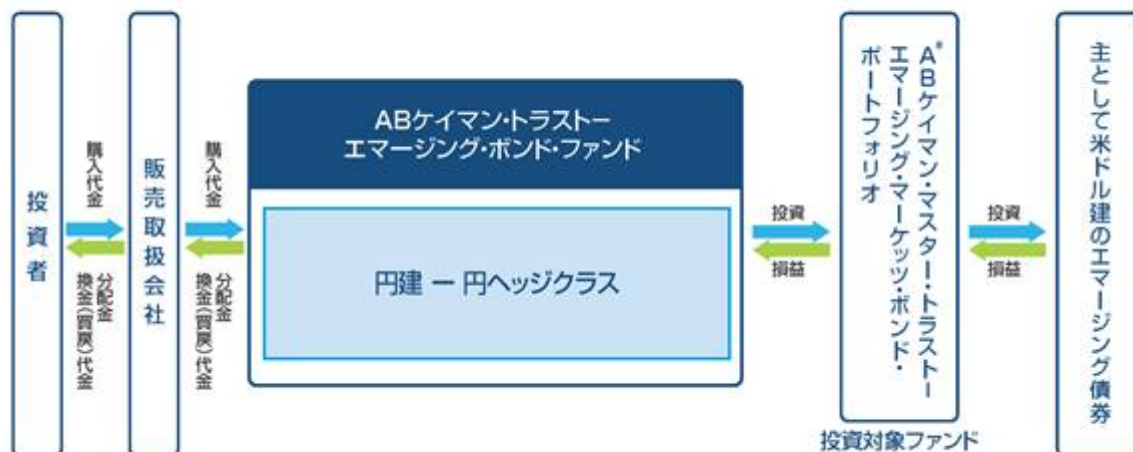 投資者
購入代金
分配金
換金(買戻)代金
販売取扱会社
購入代金
分配金
換金(買戻)代金
ABケイマン・トラストー
エマージング・ボンド・ファンド
円建 ー 円ヘッジクラス
投資
損益
AB*ケイマン・マスター・トラストー
エマージング・マーケッツ・ボンド・
ポートフォリオ
投資対象ファンド
投資
損益
主として米ドル建のエマージング債券